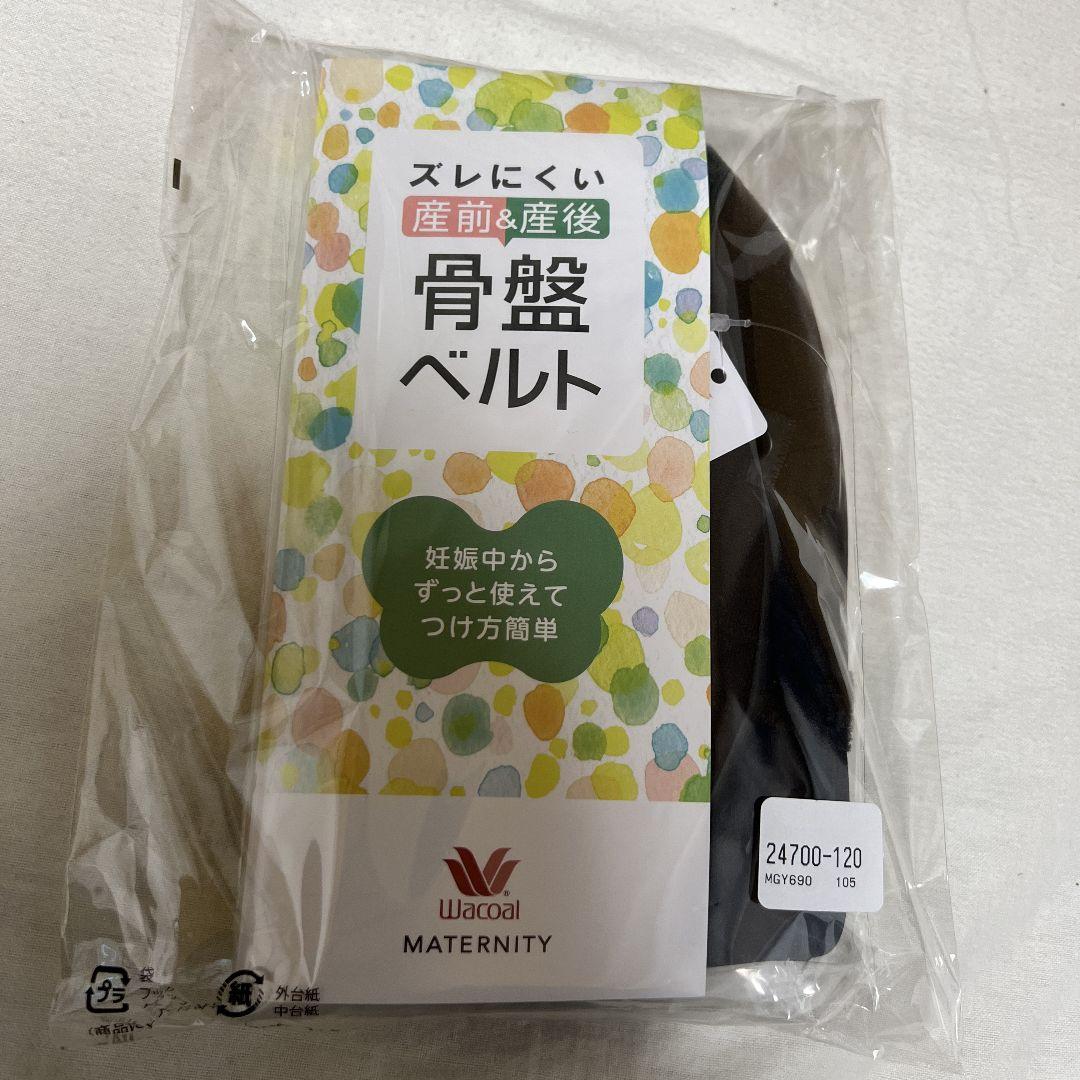 ズレにくい
産前&産後
骨盤
ベルト
妊娠中から
ずっと使えて
つけ方簡単
Wacoal®
MATERNITY
24700-120
MGY690 105
プラ
袋
紙
外台紙
中台紙